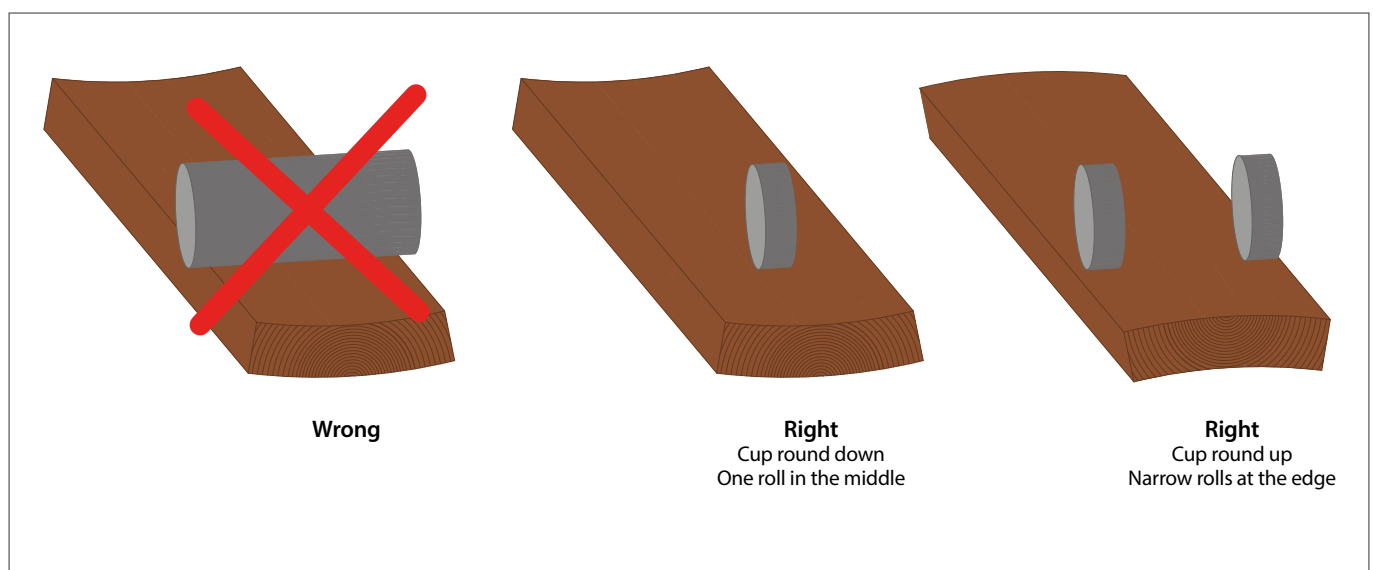 Wrong
Right
Cup round down
One roll in the middle
Right
Cup round up
Narrow rolls at the edge